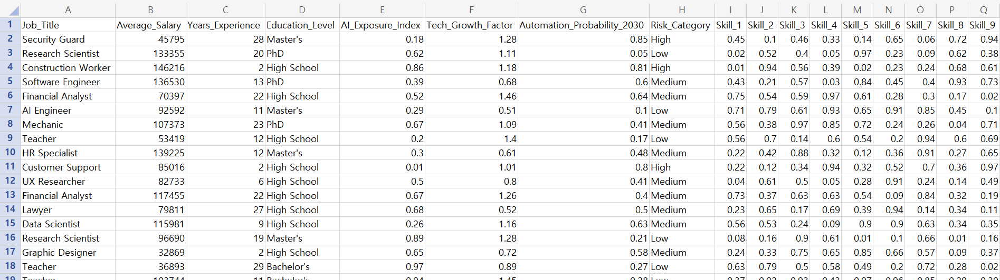 A B C D E F G H I J K L M N O P Q
1 Job_Title Average_Salary Years_Experience Education_Level AI_Exposure_Index Tech_Growth_Factor Automation_Probability_2030 Risk_Category Skill_1 Skill_2 Skill_3 Skill_4 Skill_5 Skill_6 Skill_7 Skill_8 Skill_9
2 Security Guard 45795 28 Master's 0.18 1.28 0.85 High 0.45 0.1 0.46 0.33 0.14 0.65 0.06 0.72 0.94
3 Research Scientist 133355 20 PhD 0.62 1.11 0.05 Low 0.02 0.52 0.4 0.05 0.97 0.23 0.09 0.62 0.38
4 Construction Worker 146216 2 High School 0.86 1.18 0.81 High 0.01 0.94 0.56 0.39 0.02 0.23 0.24 0.68 0.61
5 Software Engineer 136530 13 PhD 0.39 0.68 0.6 Medium 0.43 0.21 0.57 0.03 0.84 0.45 0.4 0.93 0.73
6 Financial Analyst 70397 22 High School 0.52 1.46 0.64 Medium 0.75 0.54 0.59 0.97 0.61 0.28 0.3 0.17 0.02
7 AI Engineer 92592 11 Master's 0.29 0.51 0.1 Low 0.71 0.79 0.61 0.93 0.65 0.91 0.85 0.45 0.1
8 Mechanic 107373 23 PhD 0.67 1.09 0.41 Medium 0.56 0.38 0.97 0.85 0.72 0.24 0.26 0.04 0.71
9 Teacher 53419 12 High School 0.2 1.4 0.17 Low 0.56 0.7 0.14 0.6 0.54 0.2 0.94 0.6 0.69
10 HR Specialist 139225 12 Master's 0.3 0.61 0.48 Medium 0.22 0.42 0.88 0.32 0.12 0.36 0.91 0.27 0.65
11 Customer Support 85016 2 High School 0.01 1.01 0.8 High 0.22 0.12 0.34 0.94 0.32 0.52 0.7 0.36 0.97
12 UX Researcher 82733 6 High School 0.5 0.8 0.41 Medium 0.04 0.61 0.5 0.05 0.28 0.91 0.24 0.14 0.49
13 Financial Analyst 117455 22 High School 0.67 1.26 0.4 Medium 0.73 0.37 0.63 0.63 0.54 0.09 0.84 0.32 0.19
14 Lawyer 79811 27 High School 0.68 0.52 0.5 Medium 0.23 0.65 0.17 0.69 0.39 0.94 0.14 0.34 0.11
15 Data Scientist 115981 9 High School 0.26 1.16 0.63 Medium 0.56 0.53 0.24 0.09 0.9 0.9 0.63 0.34 0.35
16 Research Scientist 96690 19 Master's 0.89 1.28 0.21 Low 0.08 0.16 0.9 0.61 0.01 0.1 0.66 0.01 0.16
17 Graphic Designer 32869 2 High School 0.65 0.72 0.58 Medium 0.24 0.33 0.75 0.65 0.85 0.66 0.57 0.09 0.37
18 Teacher 36893 29 Bachelor's 0.97 0.89 0.27 Low 0.63 0.79 0.5 0.58 0.49 0.2 0.72 0.28 0.02